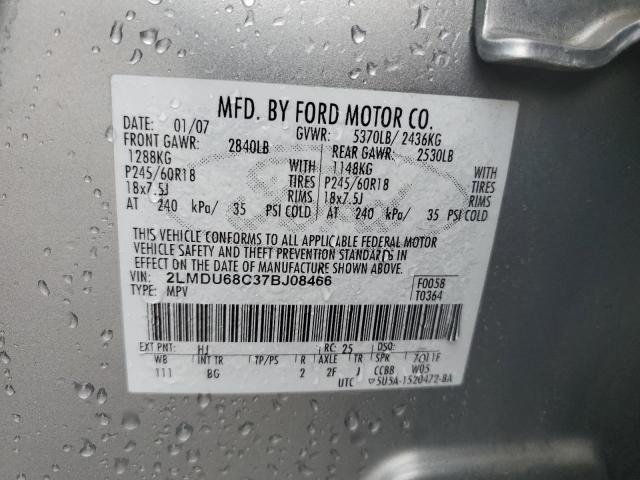 MFD. BY FORD MOTOR CO.
DATE: 01/07 GVWR: 5370LB/ 2436KG
FRONT GAWR: 2840LB REAR GAWR: 2530LB
1288KG WITH 1148KG WITH
P245/60R18 TIRES P245/60R18 TIRES
18x7.5J RIMS 18x7.5J RIMS
AT 240 kPa/ 35 PSI COLD AT 240 kPa/ 35 PSI COLD
THIS VEHICLE CONFORMS TO ALL APPLICABLE FEDERAL MOTOR
VEHICLE SAFETY AND THEFT PREVENTION STANDARDS IN
EFFECT ON THE DATE OF MANUFACTURE SHOWN ABOVE.
VIN: 2LMDU68C37BJ08466 F0058
TYPE: MPV T0364
EXT PNT: HJ RC: 25 DSO:
WB INT TR TP/PS R AXLE TR SPR
111 BG 2 2F J CCBB W05
UTC 5U5A-1520472-BA